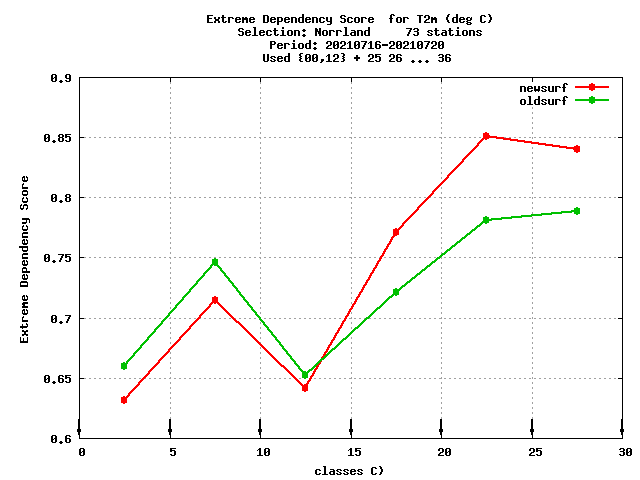 Extreme Dependency Score  for T2m (deg C)
Selection: Norrland     73 stations
Period: 20210716-20210720
Used {00,12} + 25 26 ... 36
newsurf
oldsurf
0.9
0.85
0.8
0.75
0.7
0.65
0.6
Extreme Dependency Score
0 5 10 15 20 25 30
classes C)